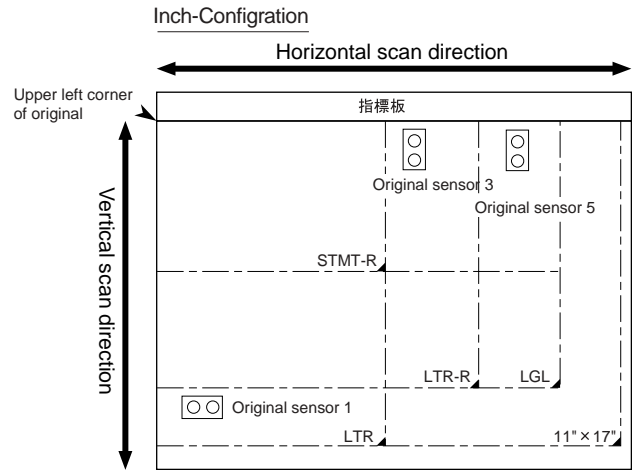 Inch-Configration
Horizontal scan direction
Upper left corner
of original
指標板
Vertical scan direction
Original sensor 3
Original sensor 5
STMT-R
LTR-R
LGL
Original sensor 1
LTR
11" × 17"